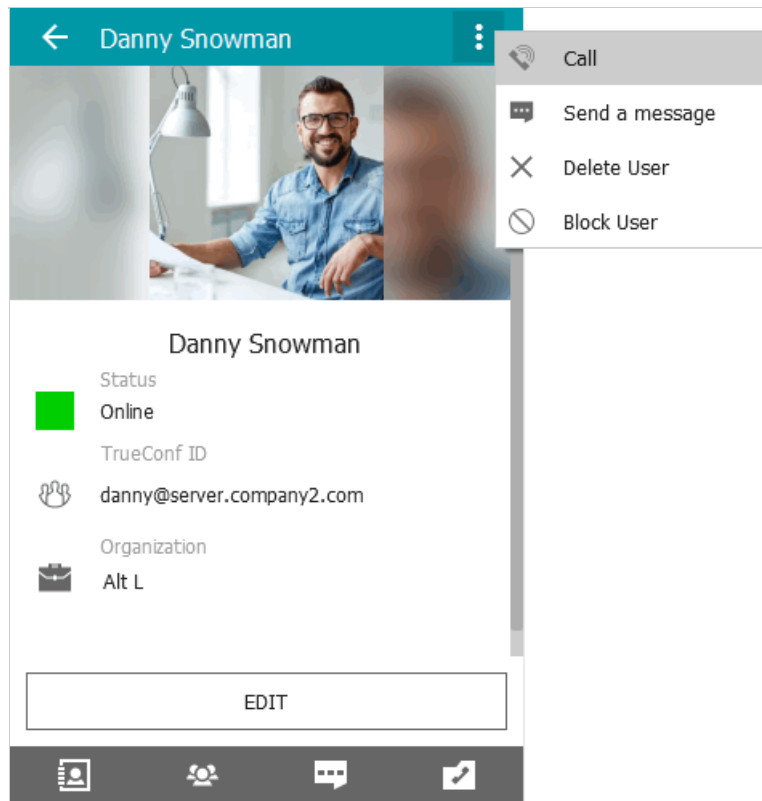 Danny Snowman
Call
Send a message
Delete User
Block User
Danny Snowman
Status
Online
TrueConf ID
danny@server.company2.com
Organization
Alt L
EDIT